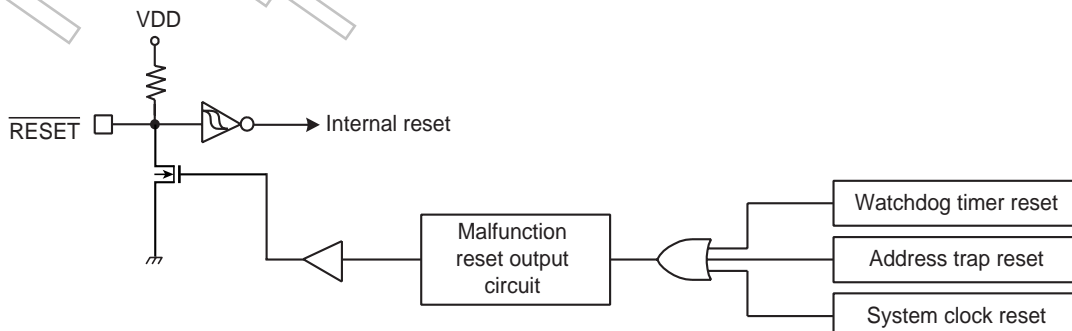 VDD
RESET
Internal reset
Watchdog timer reset
Malfunction
reset output
circuit
Address trap reset
System clock reset